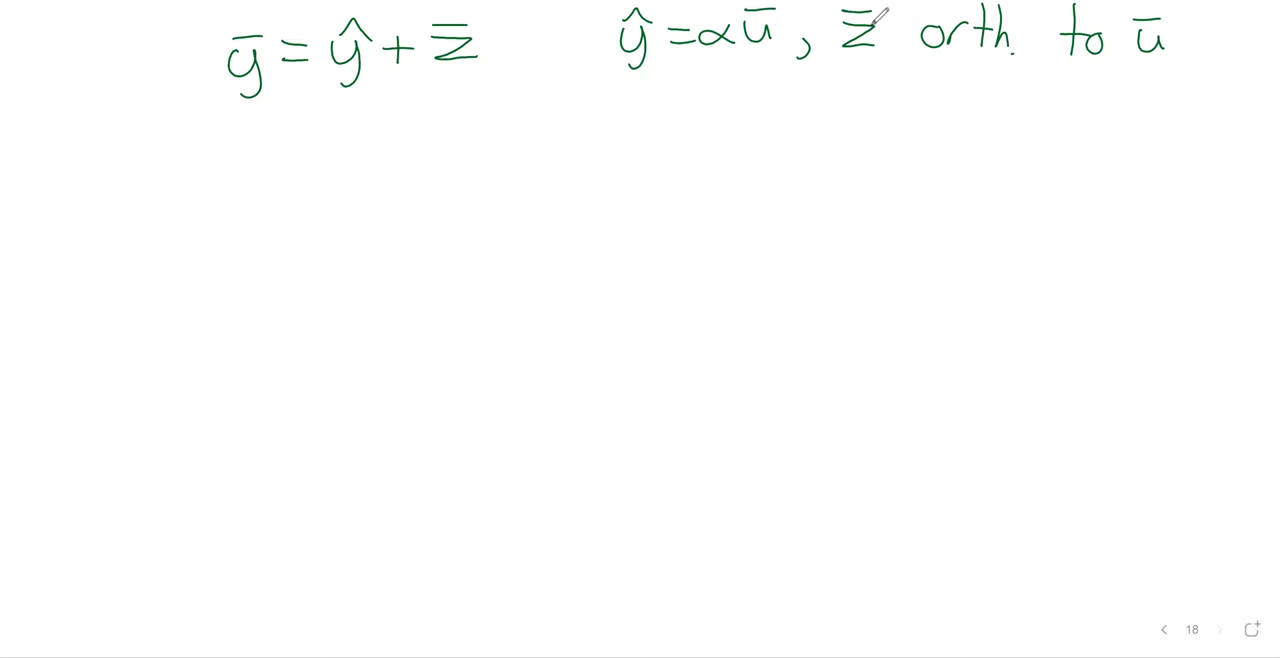 ȳ = ŷ + z̄ ŷ = αū, z̄ orth. to ū
18